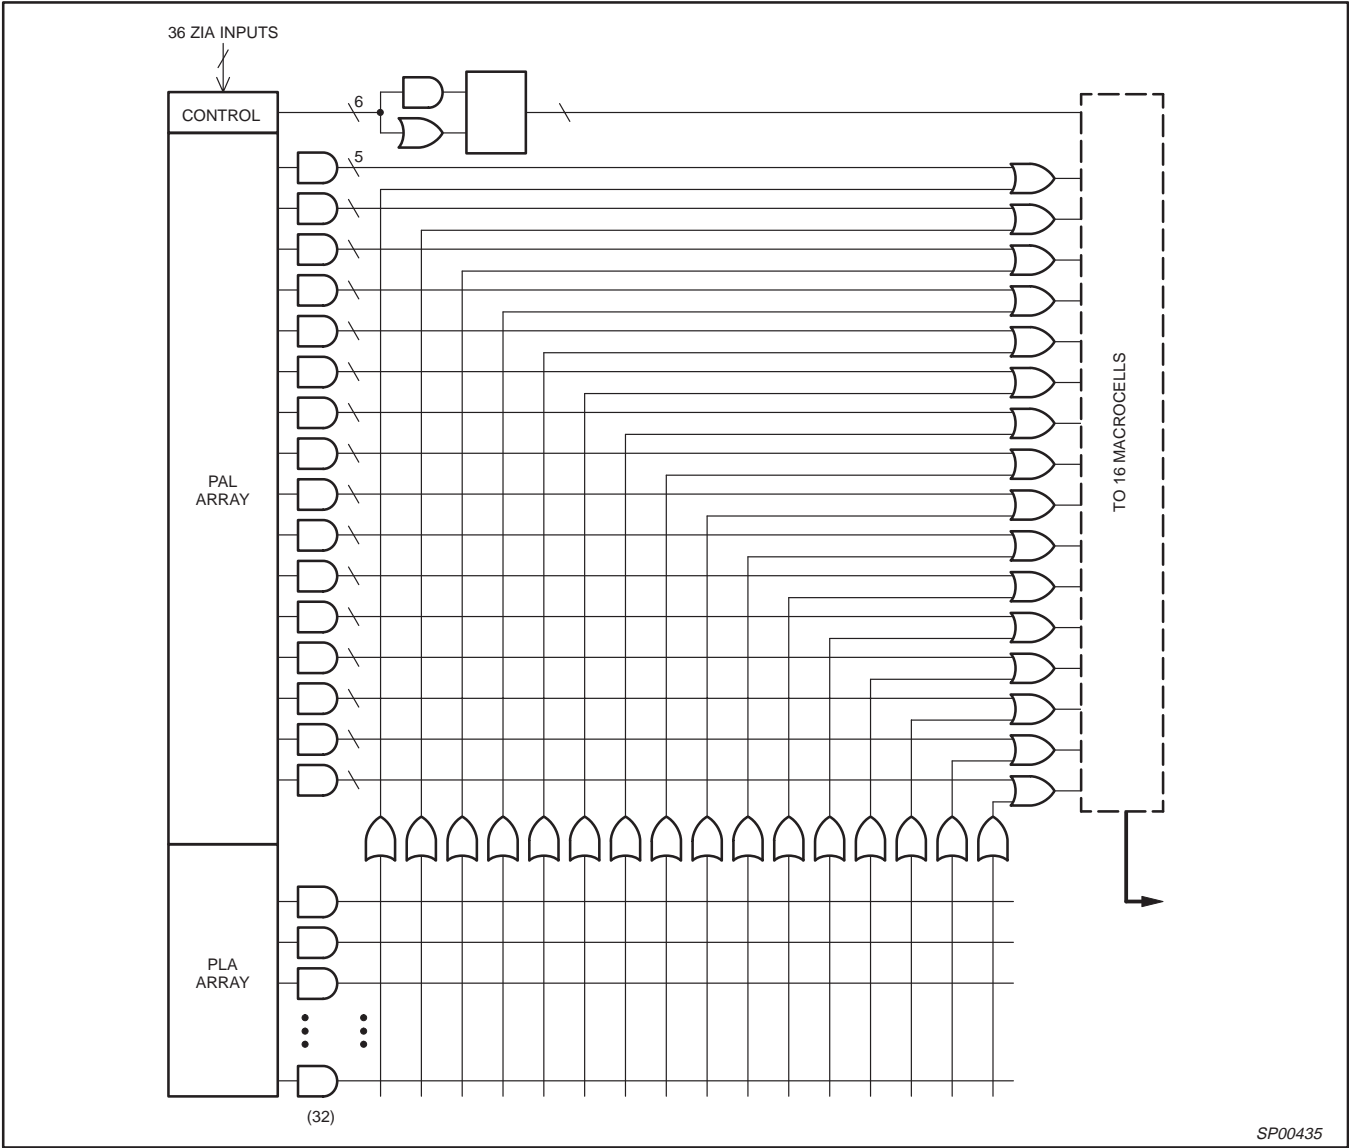 36 ZIA INPUTS
CONTROL
6
5
PAL
ARRAY
TO 16 MACROCELLS
PLA
ARRAY
(32)
SP00435